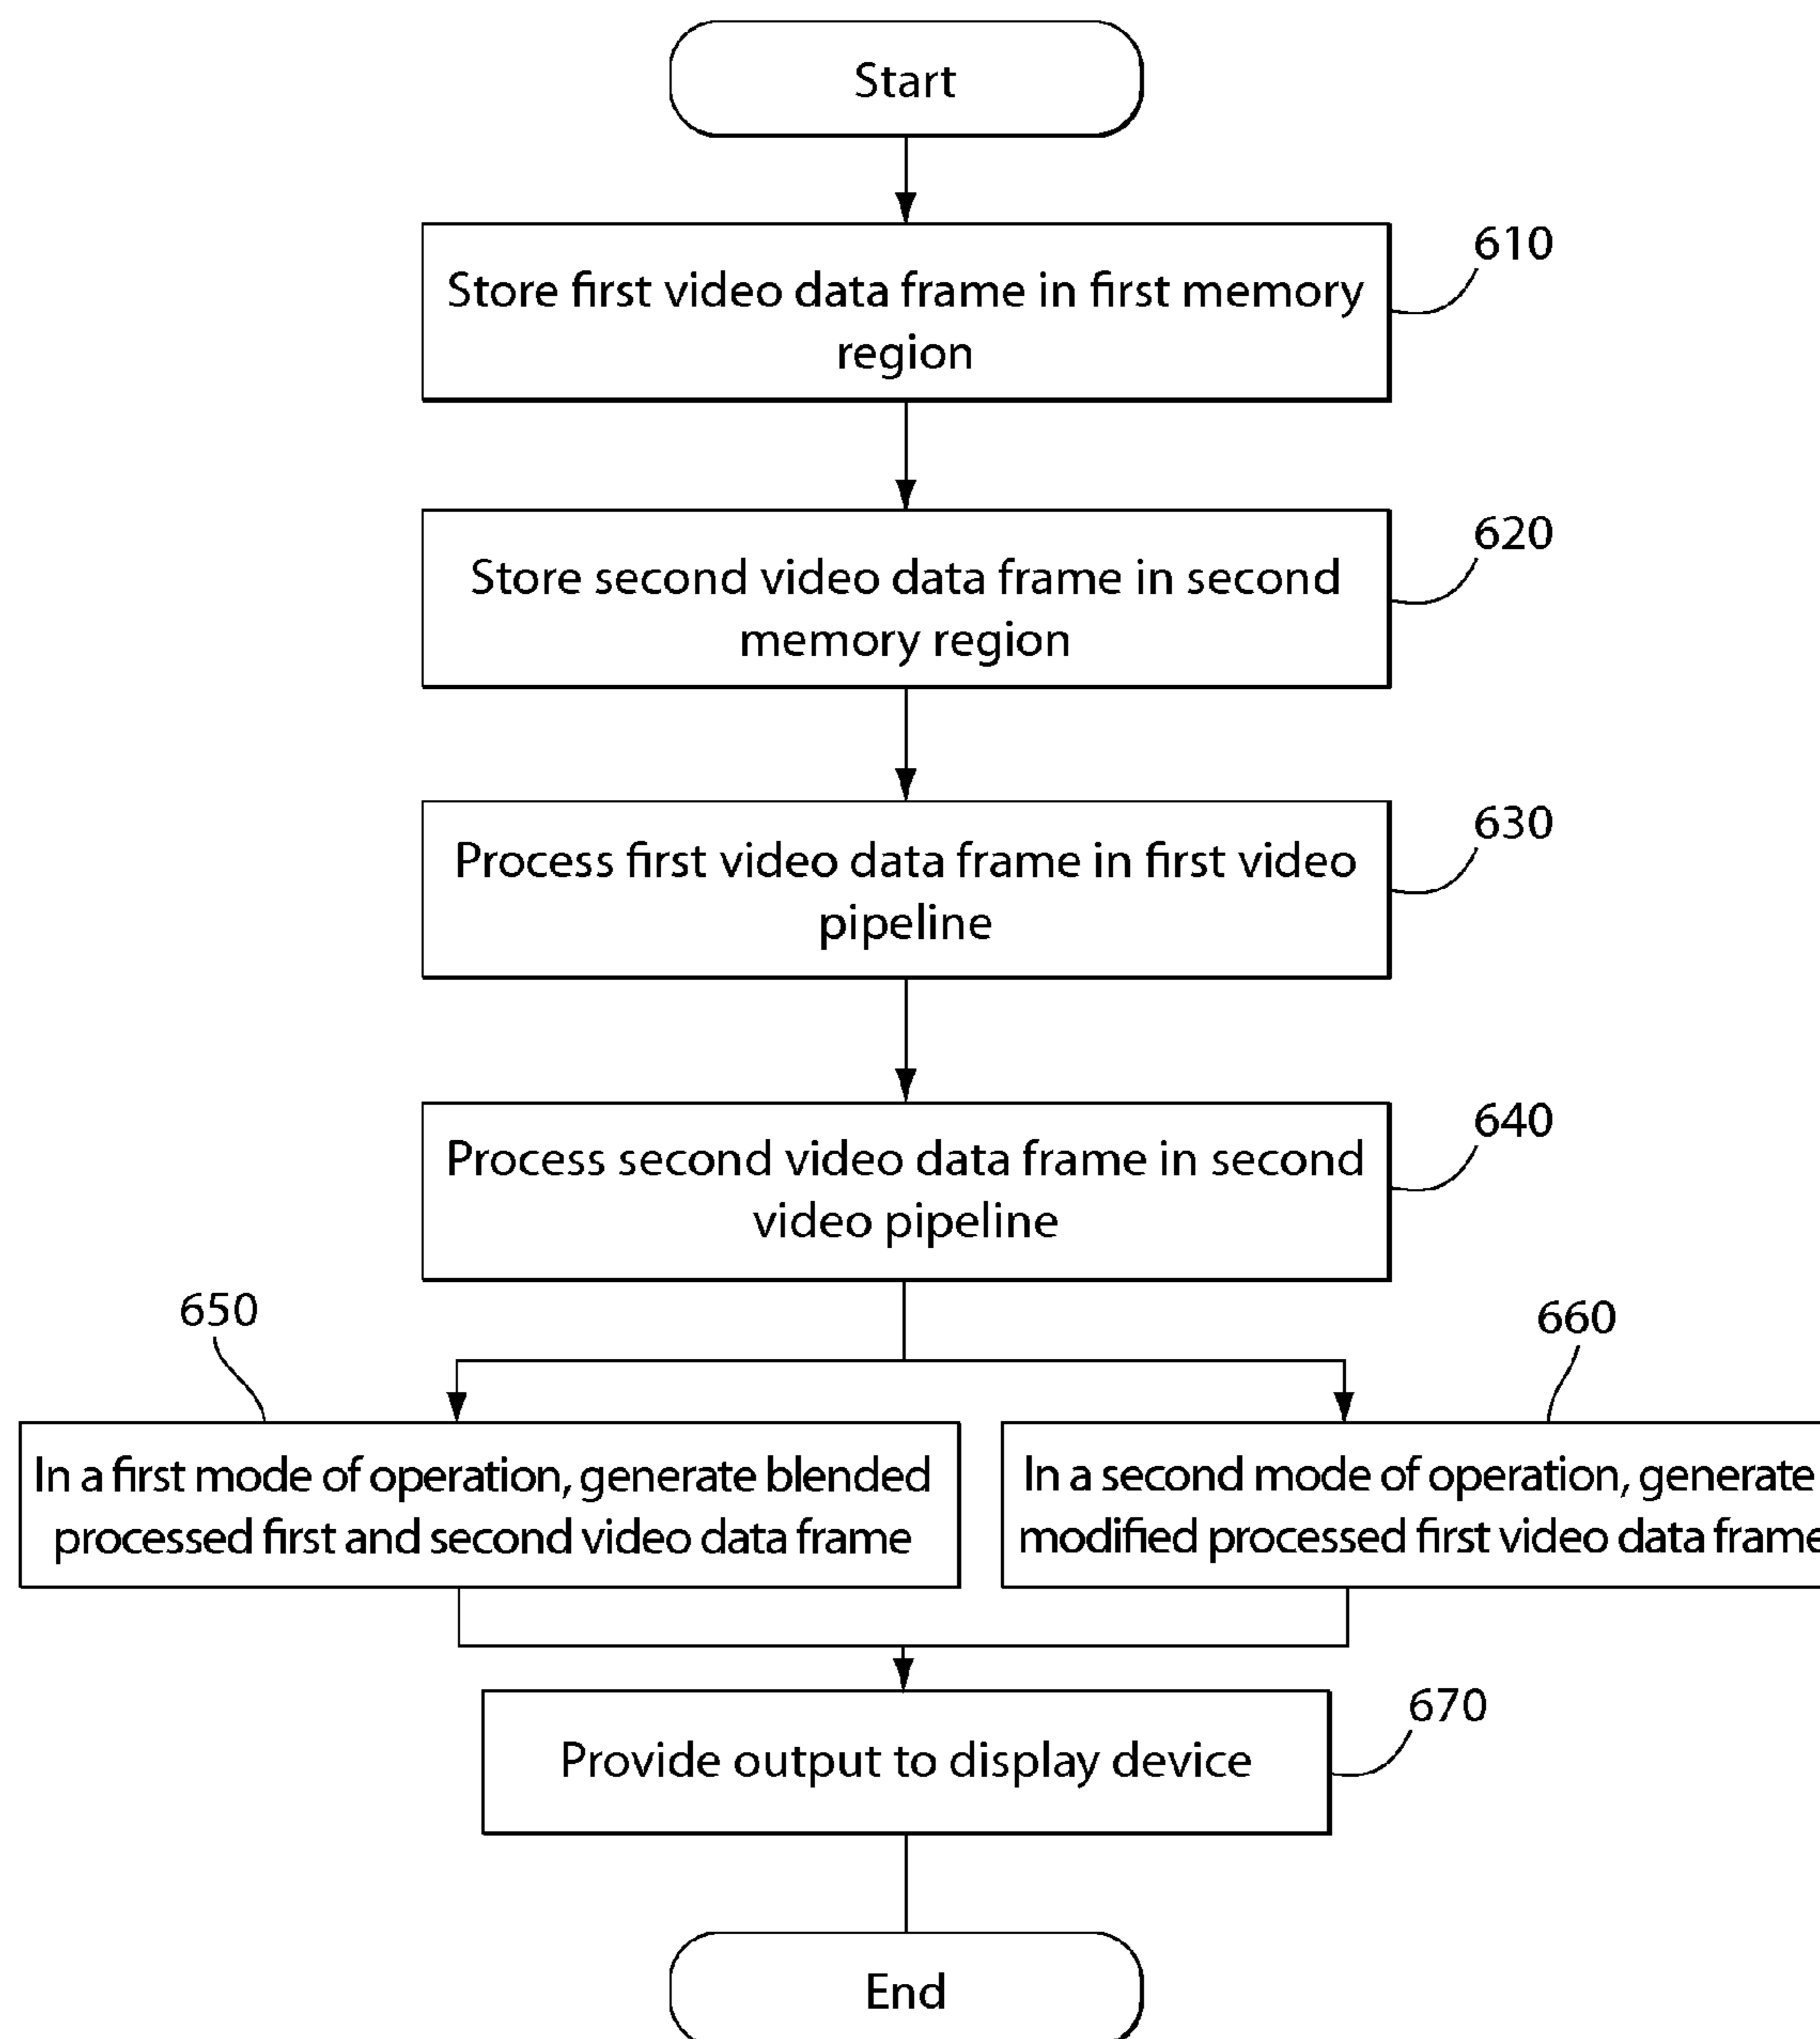 Start
610
Store first video data frame in first memory
region
620
Store second video data frame in second
memory region
630
Process first video data frame in first video
pipeline
640
Process second video data frame in second
video pipeline
650
660
In a first mode of operation, generate blended
processed first and second video data frame
In a second mode of operation, generate
modified processed first video data frame
670
Provide output to display device
End